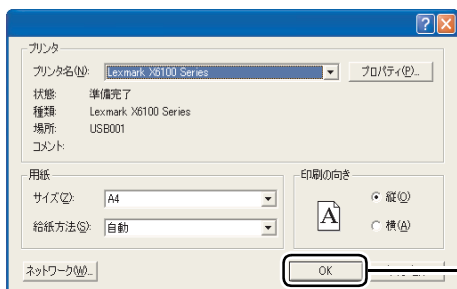 プリンタ
プリンタ名(N): Lexmark X6100 Series プロパティ(P)...
状態: 準備完了
種類: Lexmark X6100 Series
場所: USB001
コメント:
用紙
サイズ(Z): A4
給紙方法(S): 自動
印刷の向き
A
縦(O)
横(A)
ネットワーク(W)...
OK